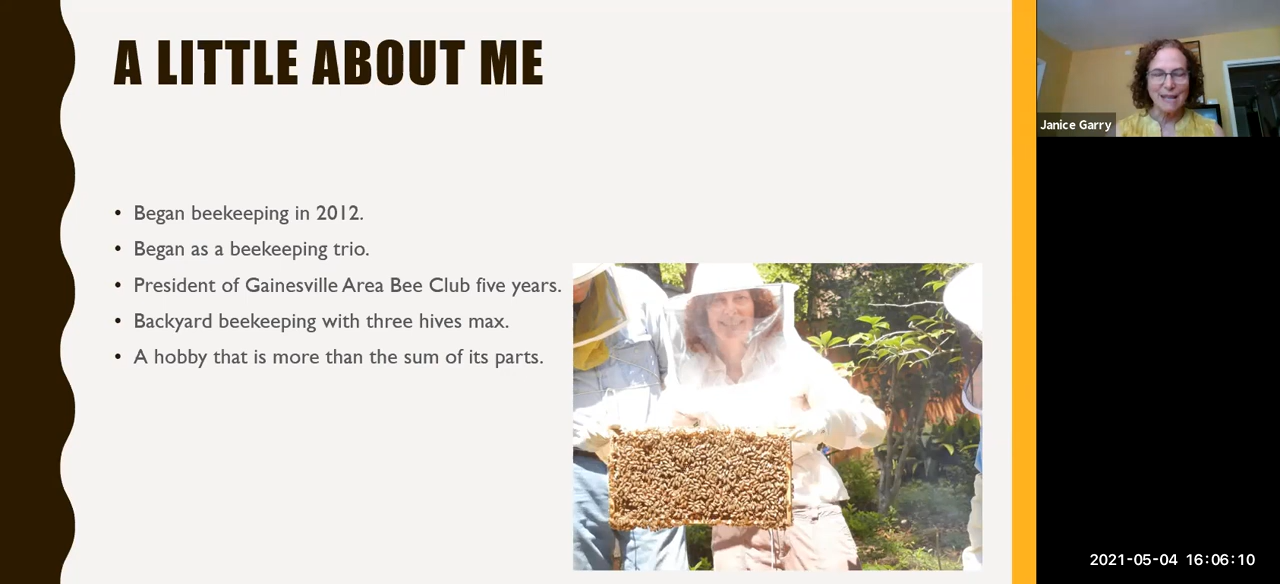 A LITTLE ABOUT ME
• Began beekeeping in 2012.
• Began as a beekeeping trio.
• President of Gainesville Area Bee Club five years.
• Backyard beekeeping with three hives max.
• A hobby that is more than the sum of its parts.
Janice Garry
2021-05-04 16:06:10